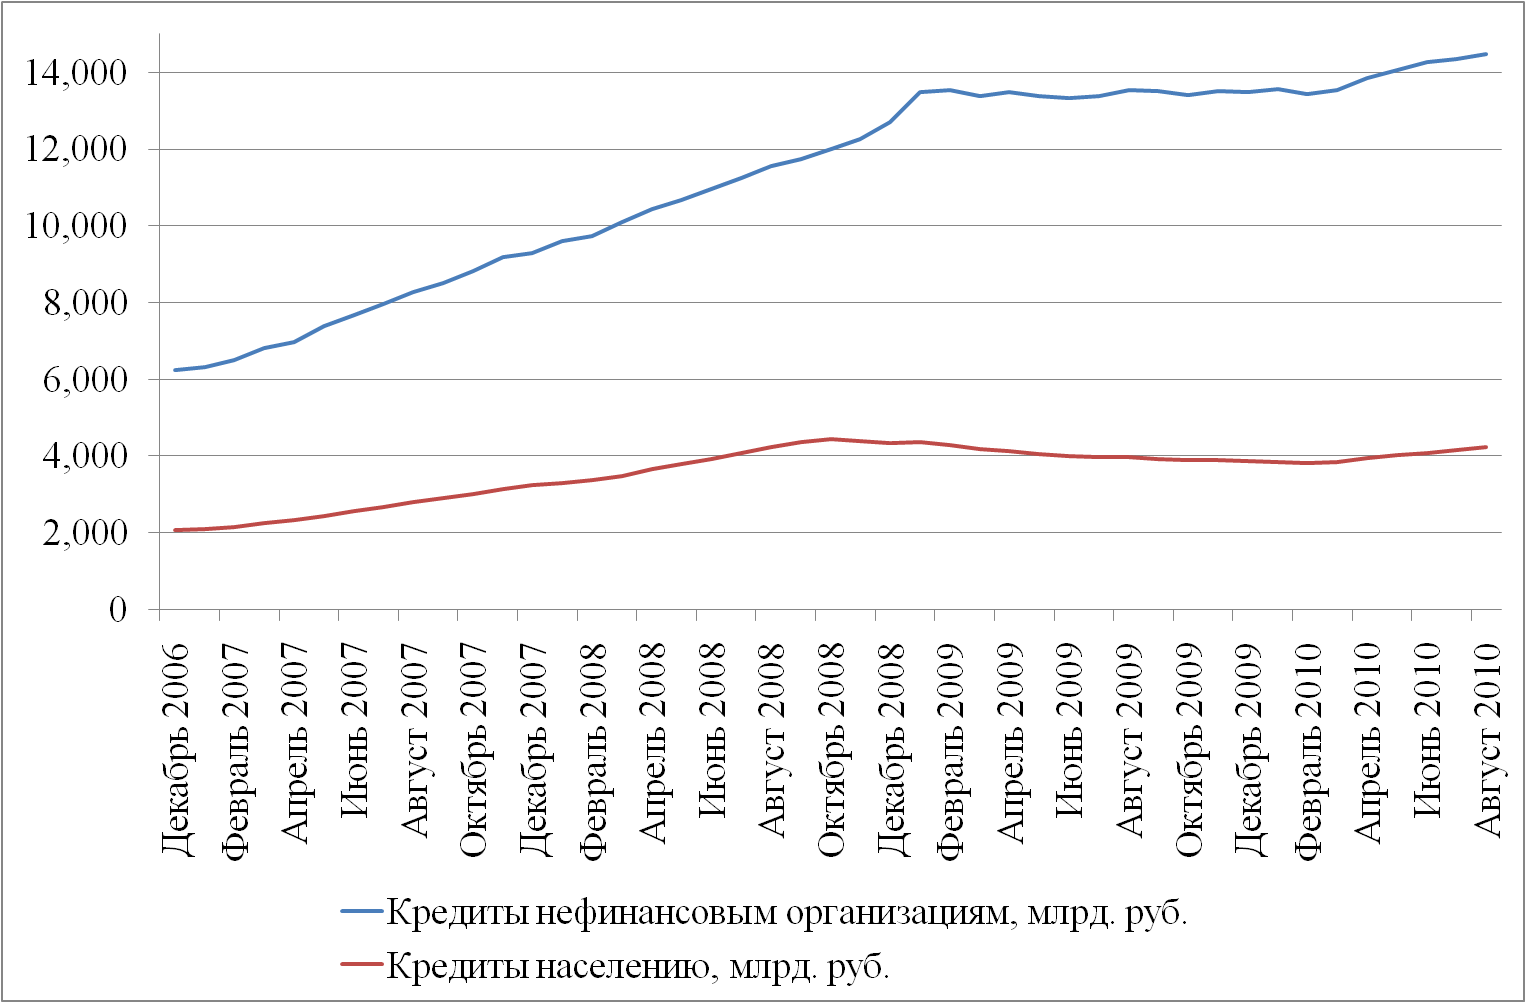 14,000
12,000
10,000
8,000
6,000
4,000
2,000
0
Декабрь 2006
Февраль 2007
Апрель 2007
Июнь 2007
Август 2007
Октябрь 2007
Декабрь 2007
Февраль 2008
Апрель 2008
Июнь 2008
Август 2008
Октябрь 2008
Декабрь 2008
Февраль 2009
Апрель 2009
Июнь 2009
Август 2009
Октябрь 2009
Декабрь 2009
Февраль 2010
Апрель 2010
Июнь 2010
Август 2010
Кредиты нефинансовым организациям, млрд. руб.
Кредиты населению, млрд. руб.